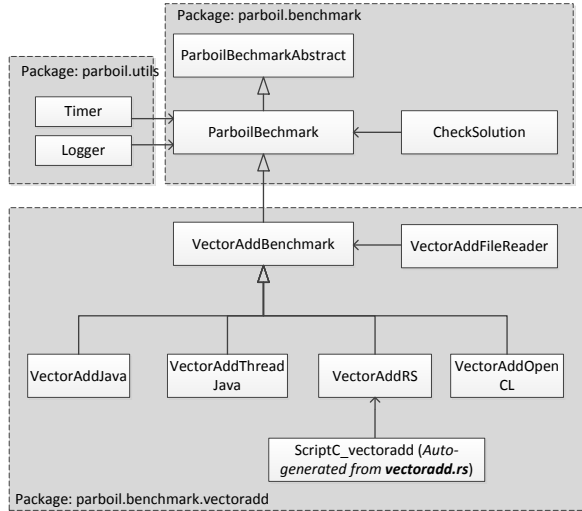 Package: parboil.benchmark
ParboilBechmarkAbstract
Package: parboil.utils
Timer
Logger
ParboilBechmark
CheckSolution
VectorAddBenchmark
VectorAddFileReader
VectorAddJava
VectorAddThread
Java
VectorAddRS
VectorAddOpen
CL
ScriptC_vectoradd (Auto-
generated from vectoradd.rs)
Package: parboil.benchmark.vectoradd